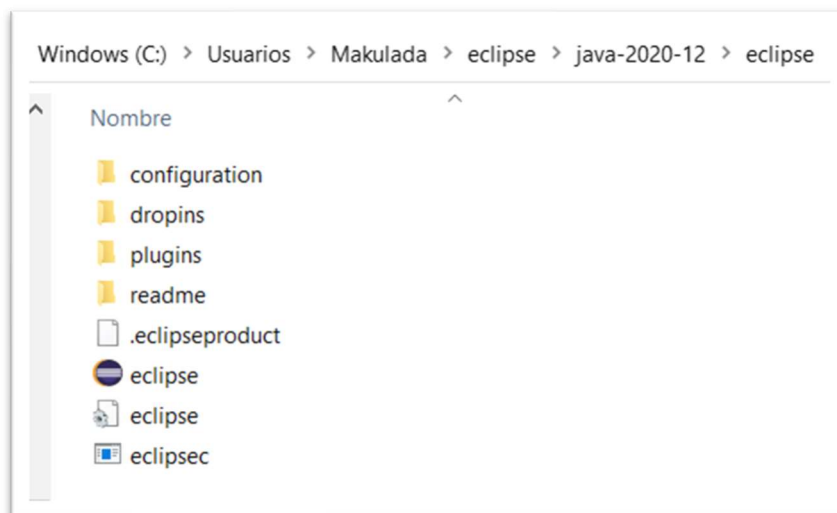 Windows (C:) > Usuarios > Makulada > eclipse > java-2020-12 > eclipse
Nombre
configuration
dropins
plugins
readme
.eclipseproduct
eclipse
eclipse
eclipsec